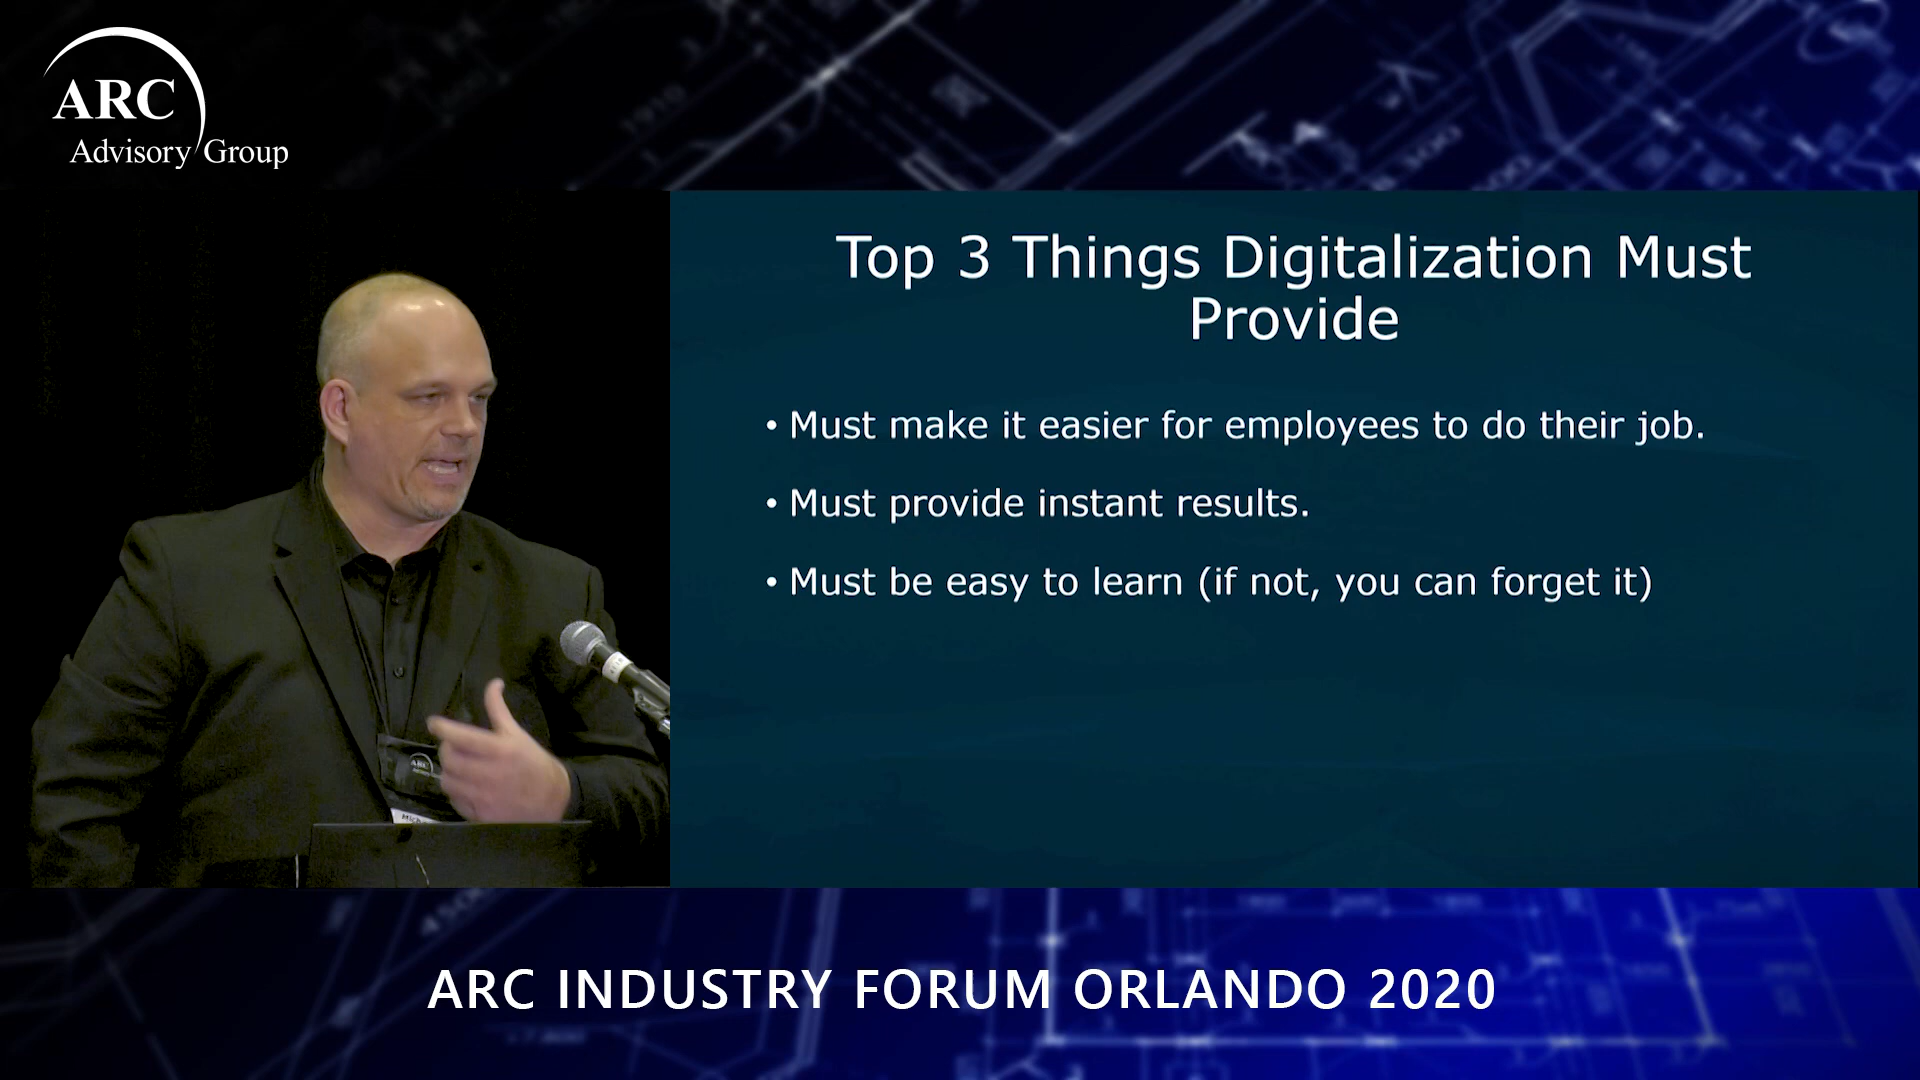 ARC
Advisory Group
Top 3 Things Digitalization Must
Provide
• Must make it easier for employees to do their job.
• Must provide instant results.
• Must be easy to learn (if not, you can forget it)
ARC
ARC INDUSTRY FORUM ORLANDO 2020